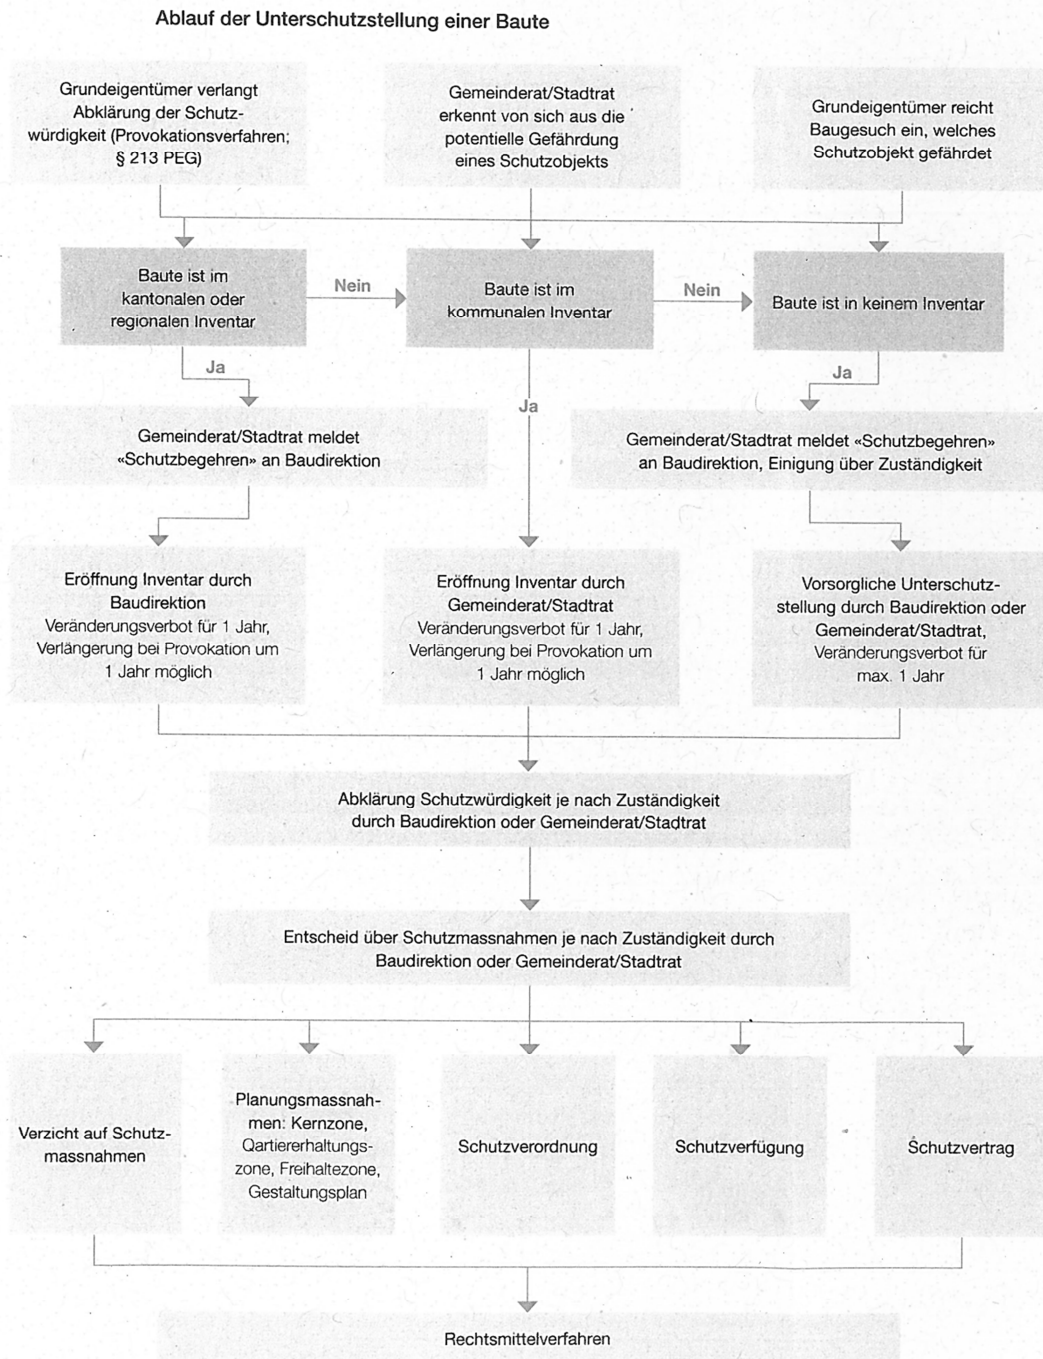 Ablauf der Unterschutzstellung einer Baute
Grundeigentümer verlangt
Abklärung der Schutz-
würdigkeit (Provokationsverfahren;
§ 213 PEG)
Gemeinderat/Stadtrat
erkennt von sich aus die
potentielle Gefährdung
eines Schutzobjekts
Grundeigentümer reicht
Baugesuch ein, welches
Schutzobjekt gefährdet
Baute ist im
kantonalen oder
regionalen Inventar
Nein
Baute ist im
kommunalen Inventar
Nein
Baute ist in keinem Inventar
Ja
Ja
Ja
Gemeinderat/Stadtrat meldet
«Schutzbegehren» an Baudirektion
Gemeinderat/Stadtrat meldet «Schutzbegehren»
an Baudirektion, Einigung über Zuständigkeit
Eröffnung Inventar durch
Baudirektion
Veränderungsverbot für 1 Jahr,
Verlängerung bei Provokation um
1 Jahr möglich
Eröffnung Inventar durch
Gemeinderat/Stadtrat
Veränderungsverbot für 1 Jahr,
Verlängerung bei Provokation um
1 Jahr möglich
Vorsorgliche Unterschutz-
stellung durch Baudirektion oder
Gemeinderat/Stadtrat,
Veränderungsverbot für
max. 1 Jahr
Abklärung Schutzwürdigkeit je nach Zuständigkeit
durch Baudirektion oder Gemeinderat/Stadtrat
Entscheid über Schutzmassnahmen je nach Zuständigkeit durch
Baudirektion oder Gemeinderat/Stadtrat
Verzicht auf Schutz-
massnahmen
Planungsmassnah-
men: Kernzone,
Qartiererhaltungs-
zone, Freihaltezone,
Gestaltungsplan
Schutzverordnung
Schutzverfügung
Schutzvertrag
Rechtsmittelverfahren